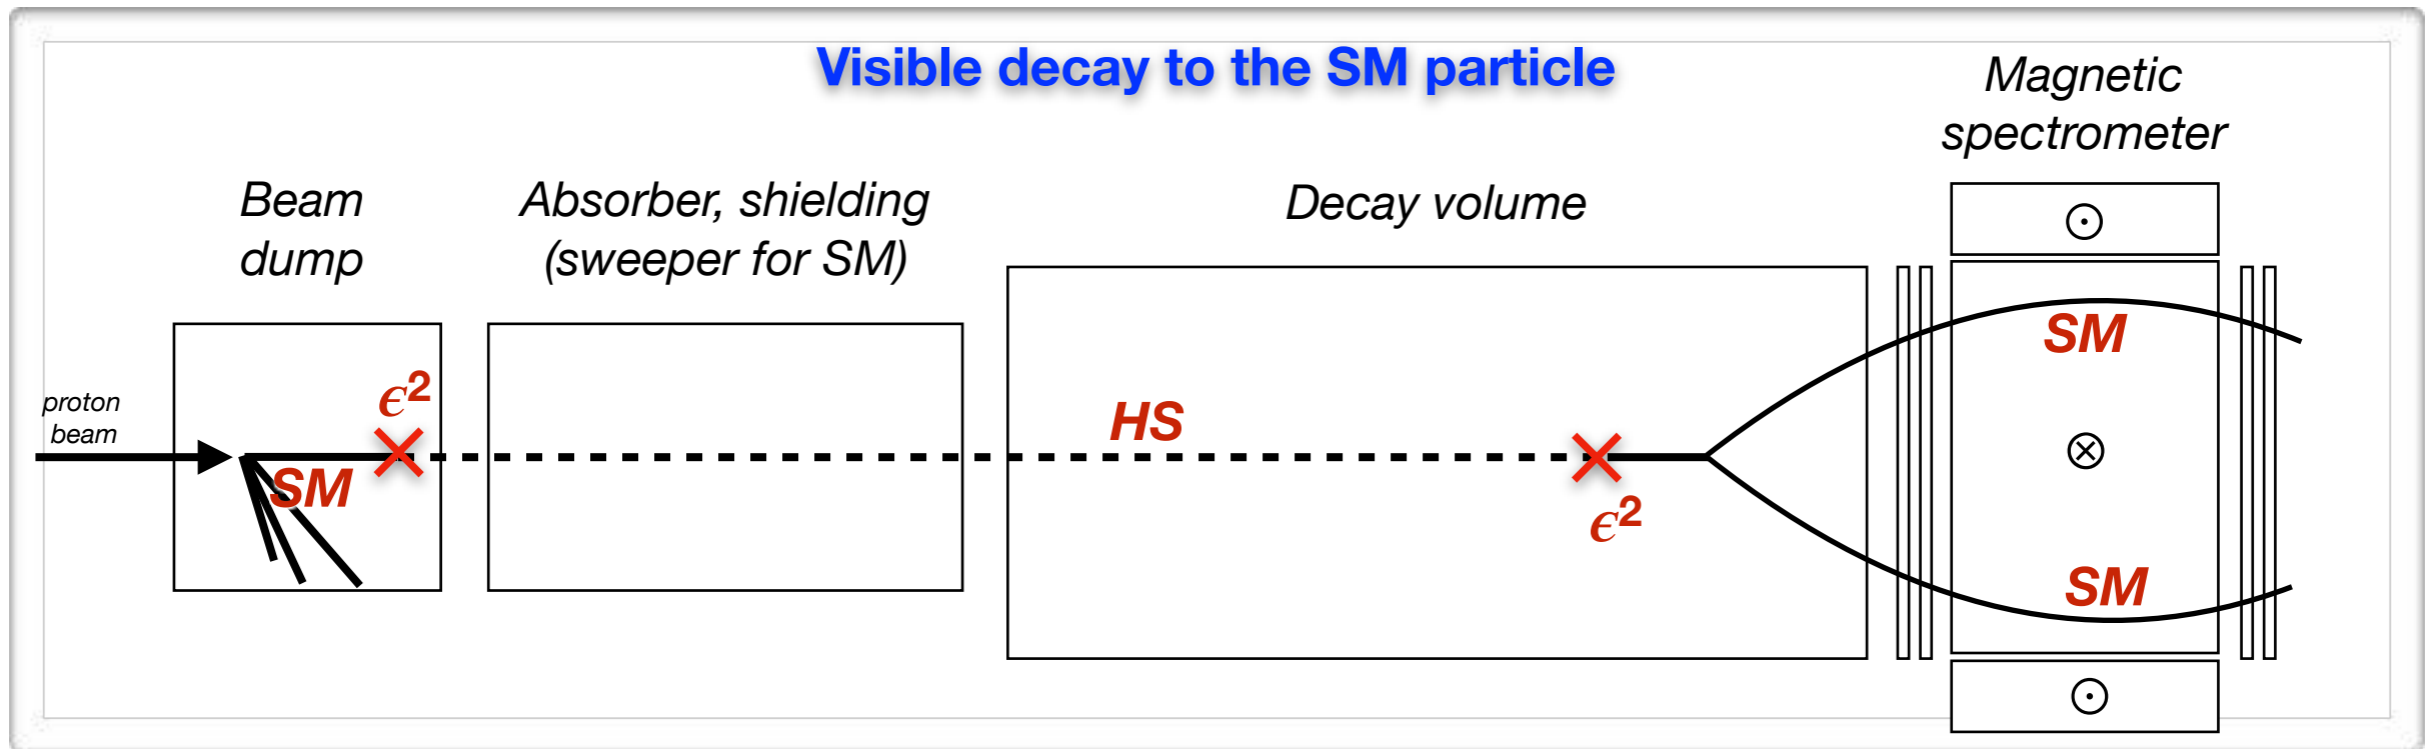 Visible decay to the SM particle
Magnetic
spectrometer
Beam
dump
Absorber, shielding
(sweeper for SM)
Decay volume
proton
beam
ϵ²
SM
HS
ϵ²
SM
SM